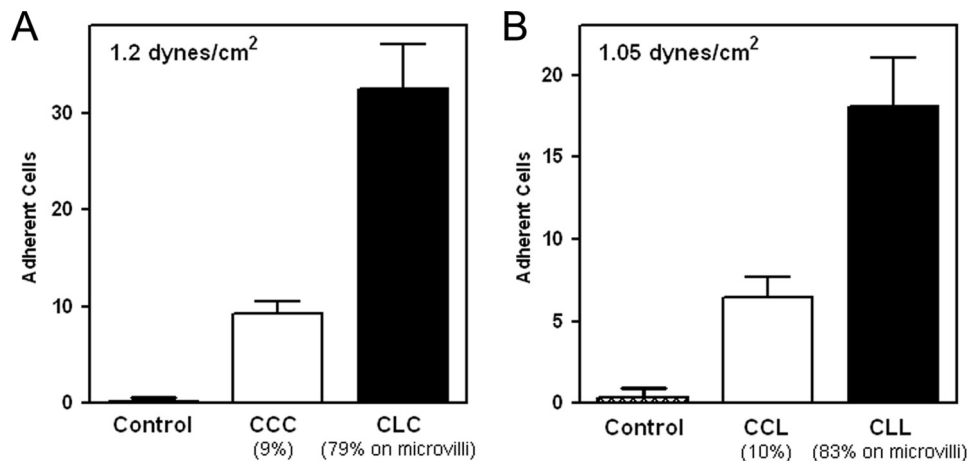 A
1.2 dynes/cm²
Adherent Cells
30
20
10
0
Control
CCC
(9%)
CLC
(79% on microvilli)
B
1.05 dynes/cm²
Adherent Cells
20
15
10
5
0
Control
CCL
(10%)
CLL
(83% on microvilli)